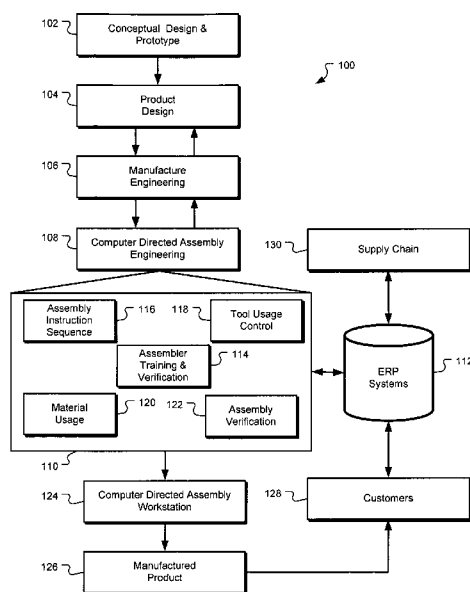 102
Conceptual Design &
Prototype
100
104
Product
Design
106
Manufacture
Engineering
108
Computer Directed Assembly
Engineering
130
Supply Chain
Assembly
Instruction
Sequence
116
118
Tool Usage
Control
Assembler
Training &
Verification
114
ERP
Systems
112
Material
Usage
120
122
Assembly
Verification
110
124
Computer Directed Assembly
Workstation
128
Customers
126
Manufactured
Product